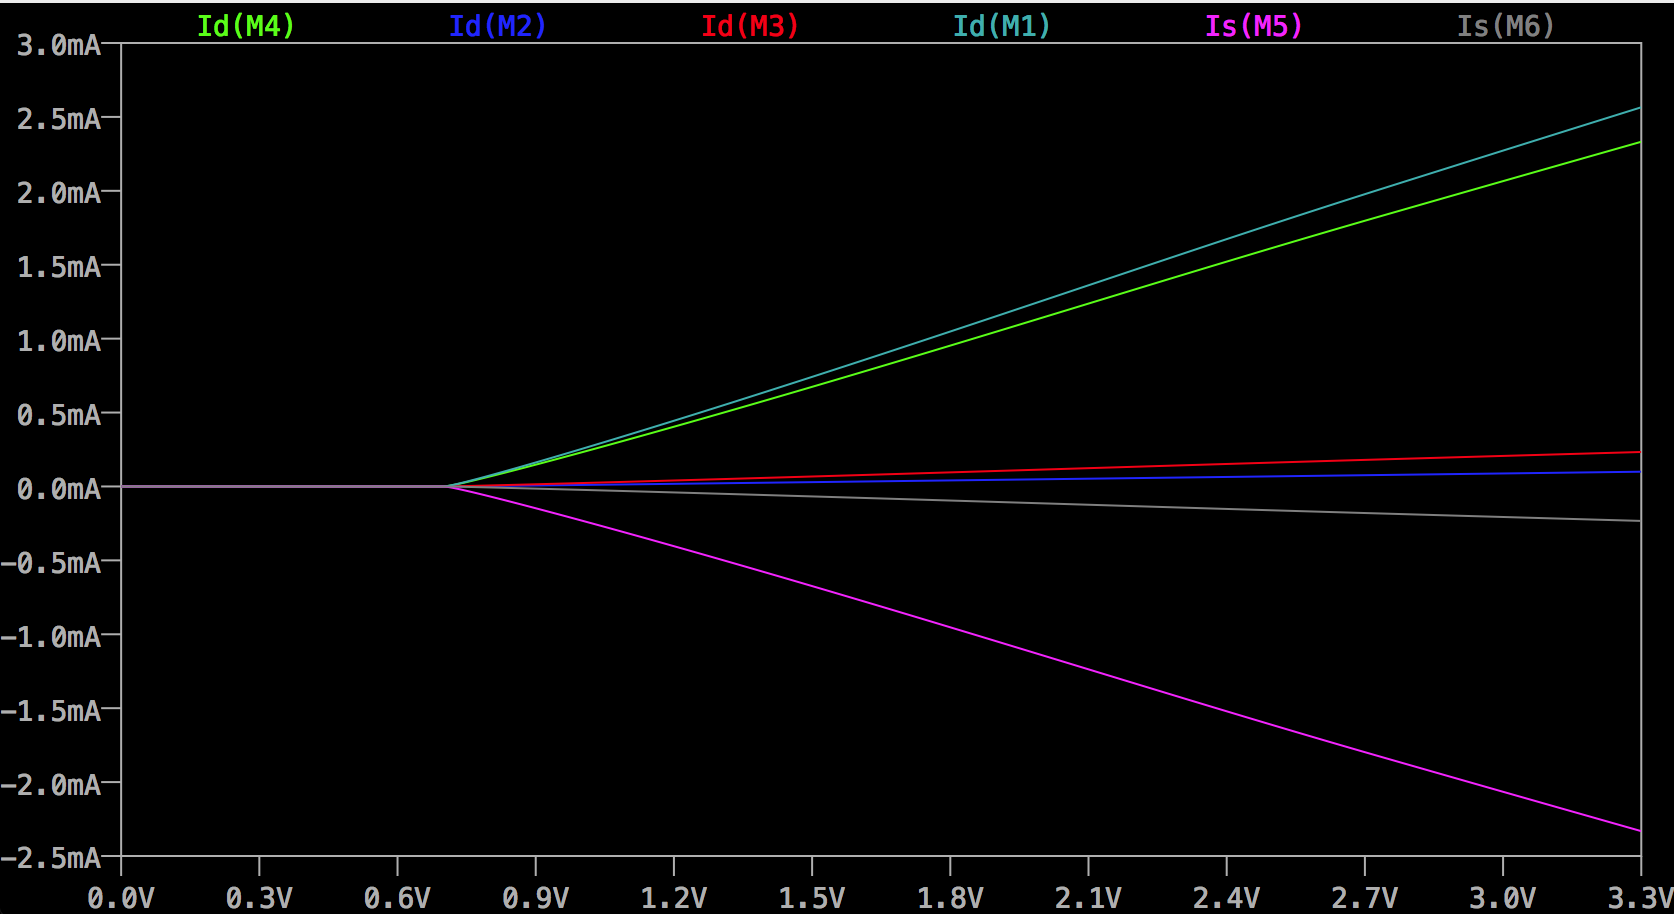 Id(M4) Id(M2) Id(M3) Id(M1) Is(M5) Is(M6)
3.0mA
2.5mA
2.0mA
1.5mA
1.0mA
0.5mA
0.0mA
-0.5mA
-1.0mA
-1.5mA
-2.0mA
-2.5mA
0.0V 0.3V 0.6V 0.9V 1.2V 1.5V 1.8V 2.1V 2.4V 2.7V 3.0V 3.3V